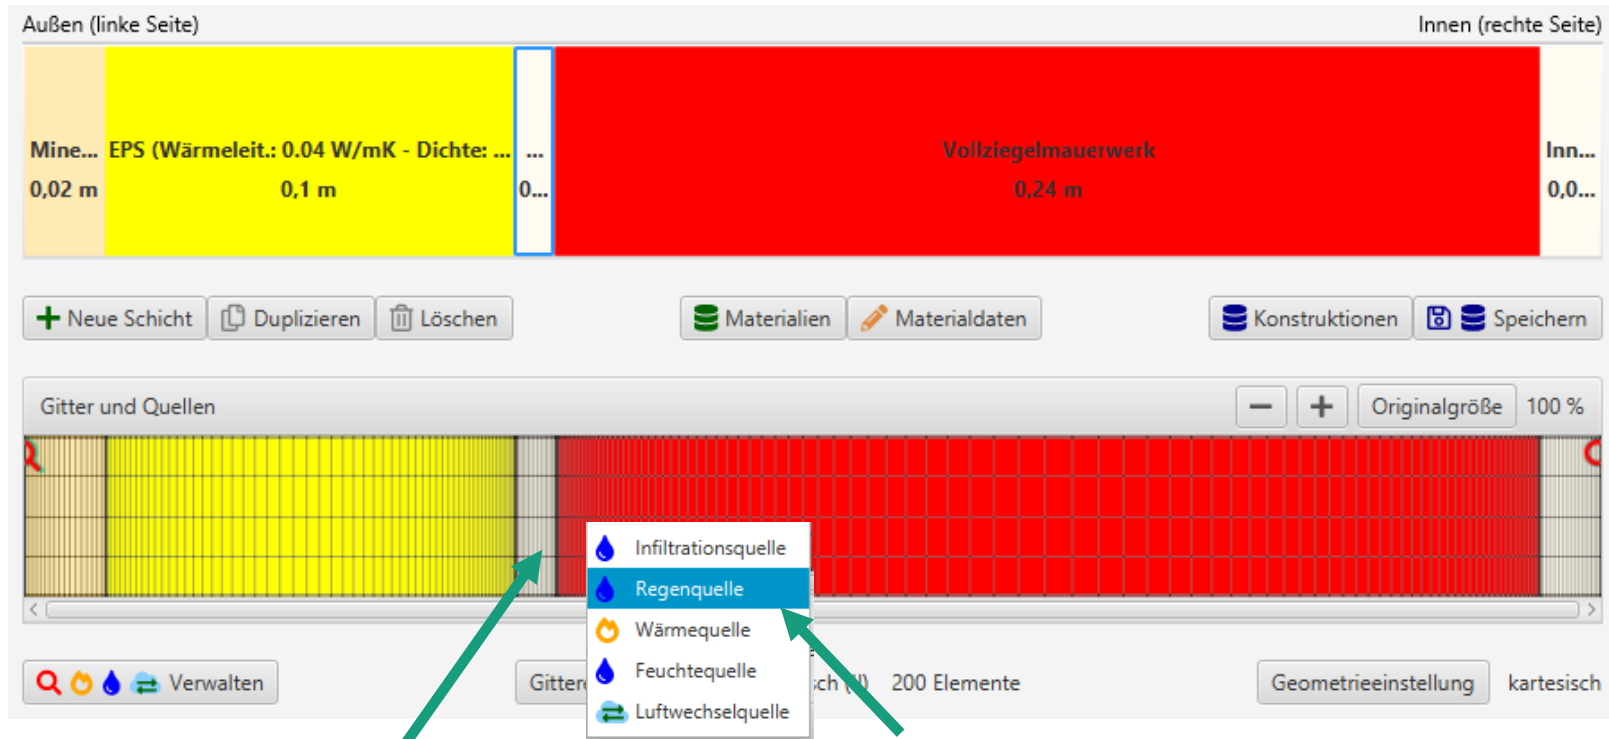 Außen (linke Seite) Innen (rechte Seite)
Mine... EPS (Wärmeleit.: 0.04 W/mK - Dichte: ... ... Vollziegelmauerwerk Inn...
0,02 m 0,1 m 0... 0,24 m 0,0...
Neue Schicht Duplizieren Löschen Materialien Materialdaten Konstruktionen Speichern
Gitter und Quellen Originalgröße 100 %
Infiltrationsquelle
Regenquelle
Wärmequelle
Feuchtequelle
Luftwechselquelle
Verwalten 200 Elemente Geometrieeinstellung kartesisch